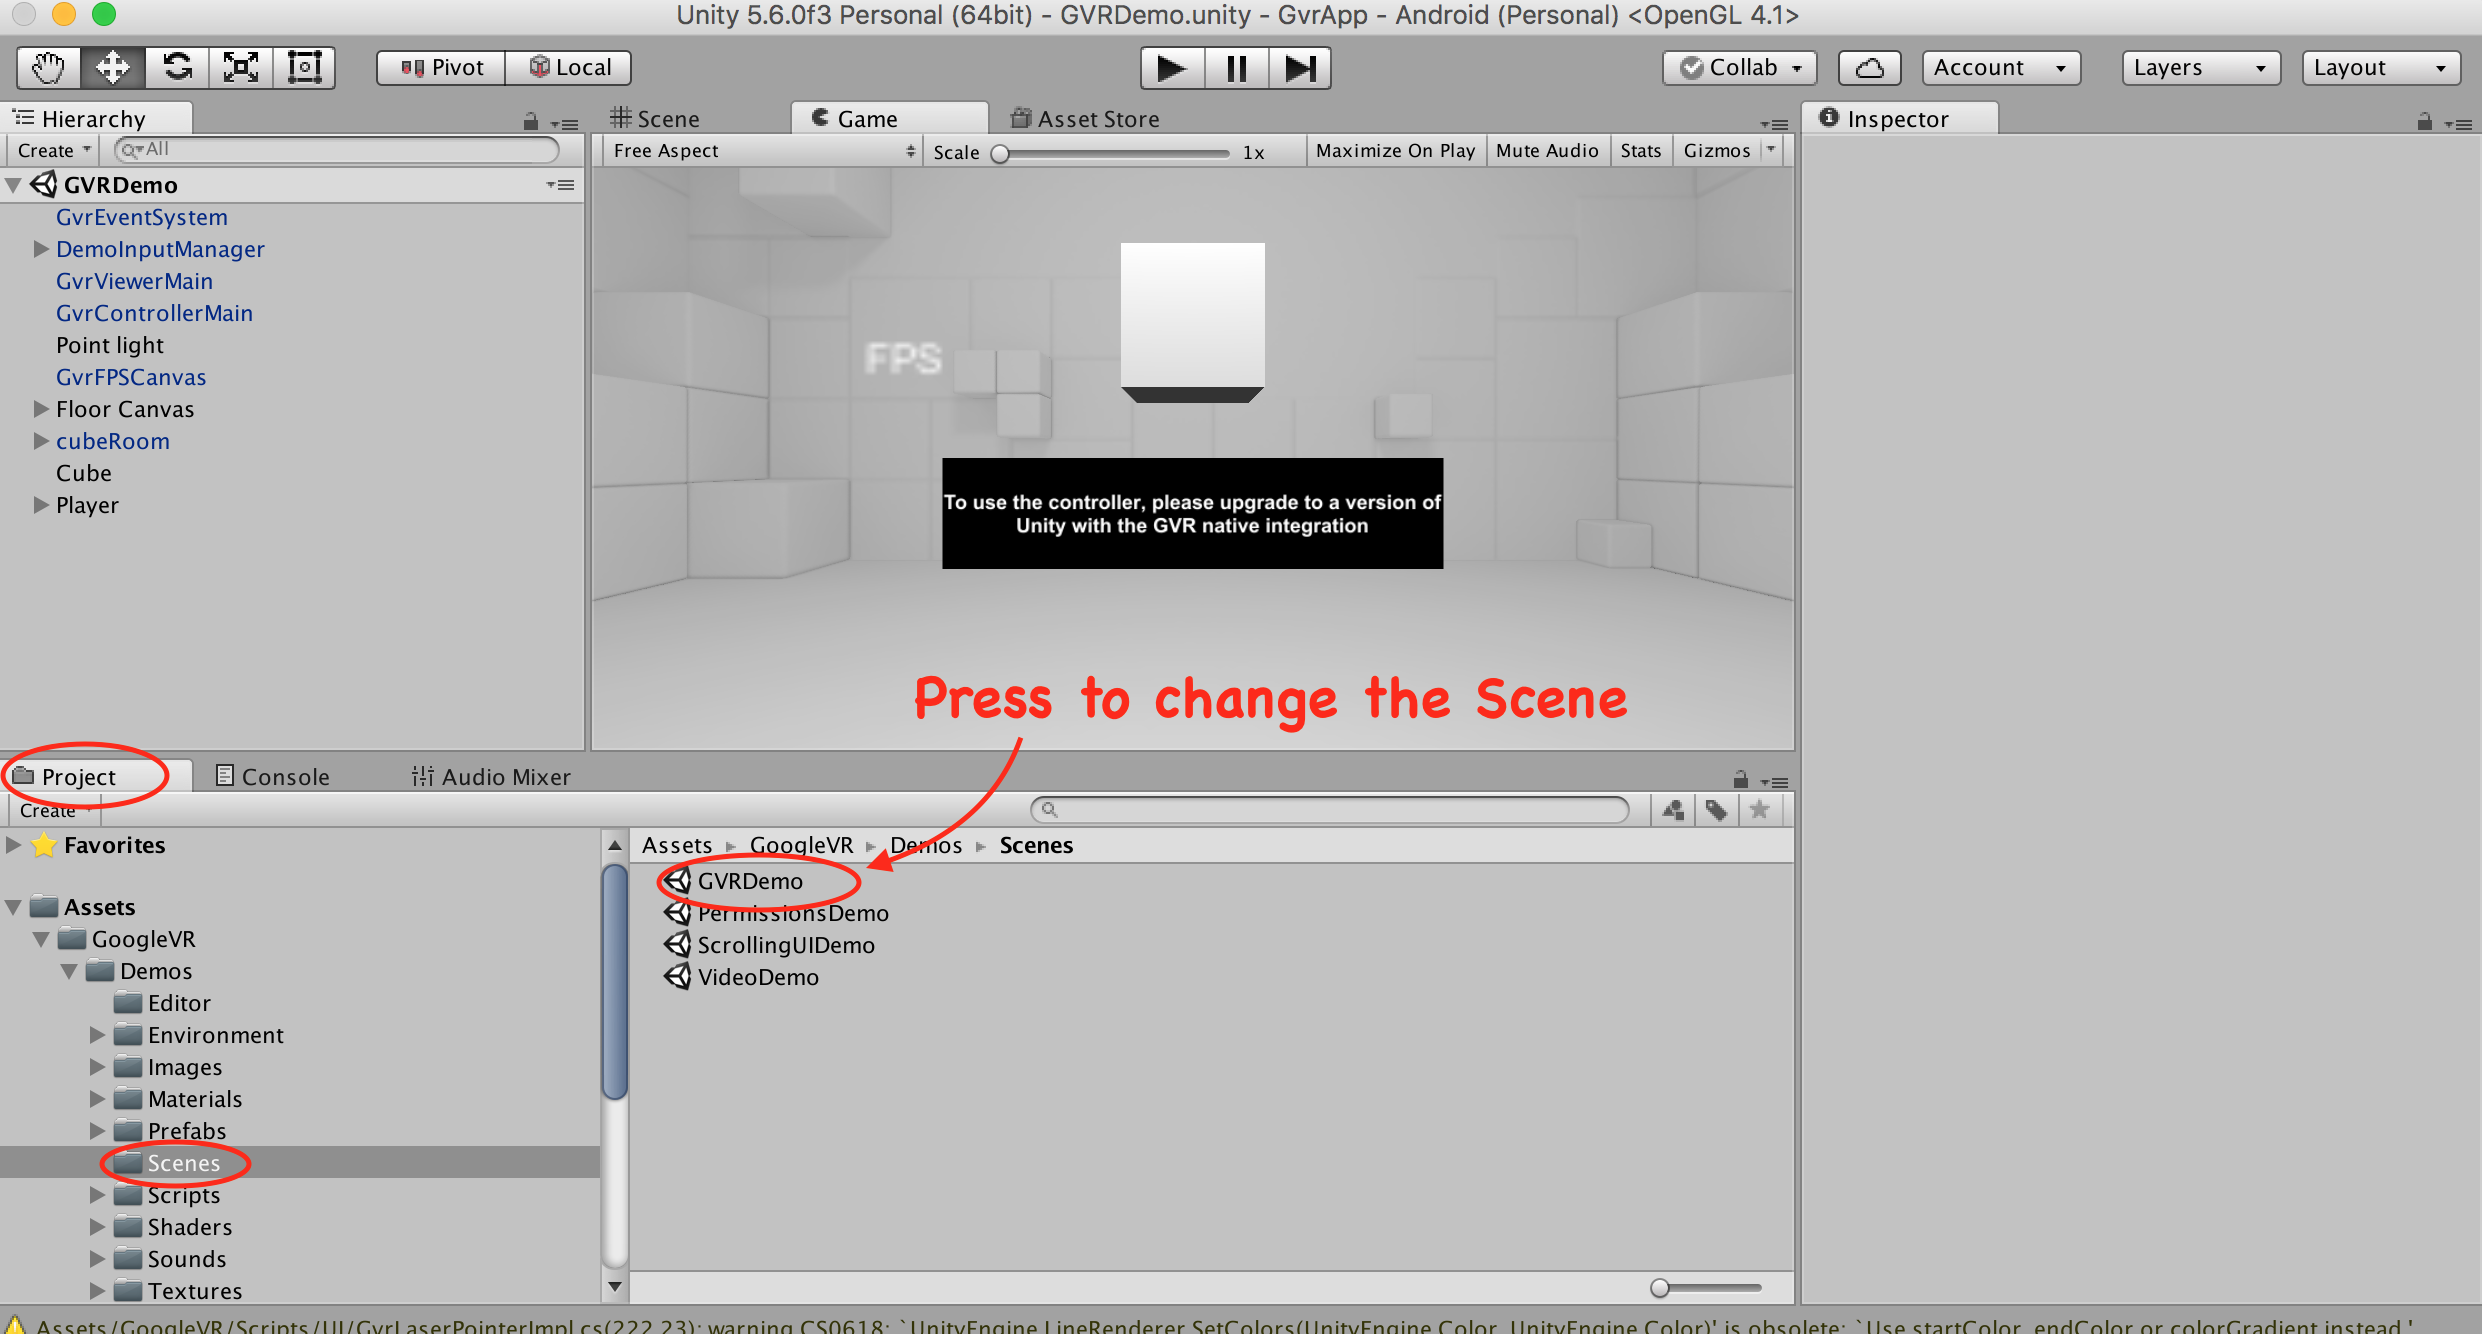 Unity 5.6.0f3 Personal (64bit) - GVRDemo.unity - GvrApp - Android (Personal) <OpenGL 4.1>
Pivot Local Collab Account Layers Layout
Hierarchy
Create All
GVRDemo
GvrEventSystem
DemoInputManager
GvrViewerMain
GvrControllerMain
Point light
GvrFPSCanvas
Floor Canvas
cubeRoom
Cube
Player
Scene Game Asset Store
Free Aspect Scale 1x Maximize On Play Mute Audio Stats Gizmos
FPS
To use the controller, please upgrade to a version of
Unity with the GVR native integration
Press to change the Scene
Inspector
Project Console Audio Mixer
Create
Favorites
Assets
GoogleVR
Demos
Editor
Environment
Images
Materials
Prefabs
Scenes
Scripts
Shaders
Sounds
Textures
Assets GoogleVR Demos Scenes
GVRDemo
PermissionsDemo
ScrollingUIDemo
VideoDemo
Assets/GoogleVR/Scripts/UI/GvrLaserPointerImpl.cs(222,23): warning CS0618: `UnityEngine.LineRenderer.SetColors(UnityEngine.Color, UnityEngine.Color)' is obsolete: `Use startColor, endColor or colorGradient instead.'